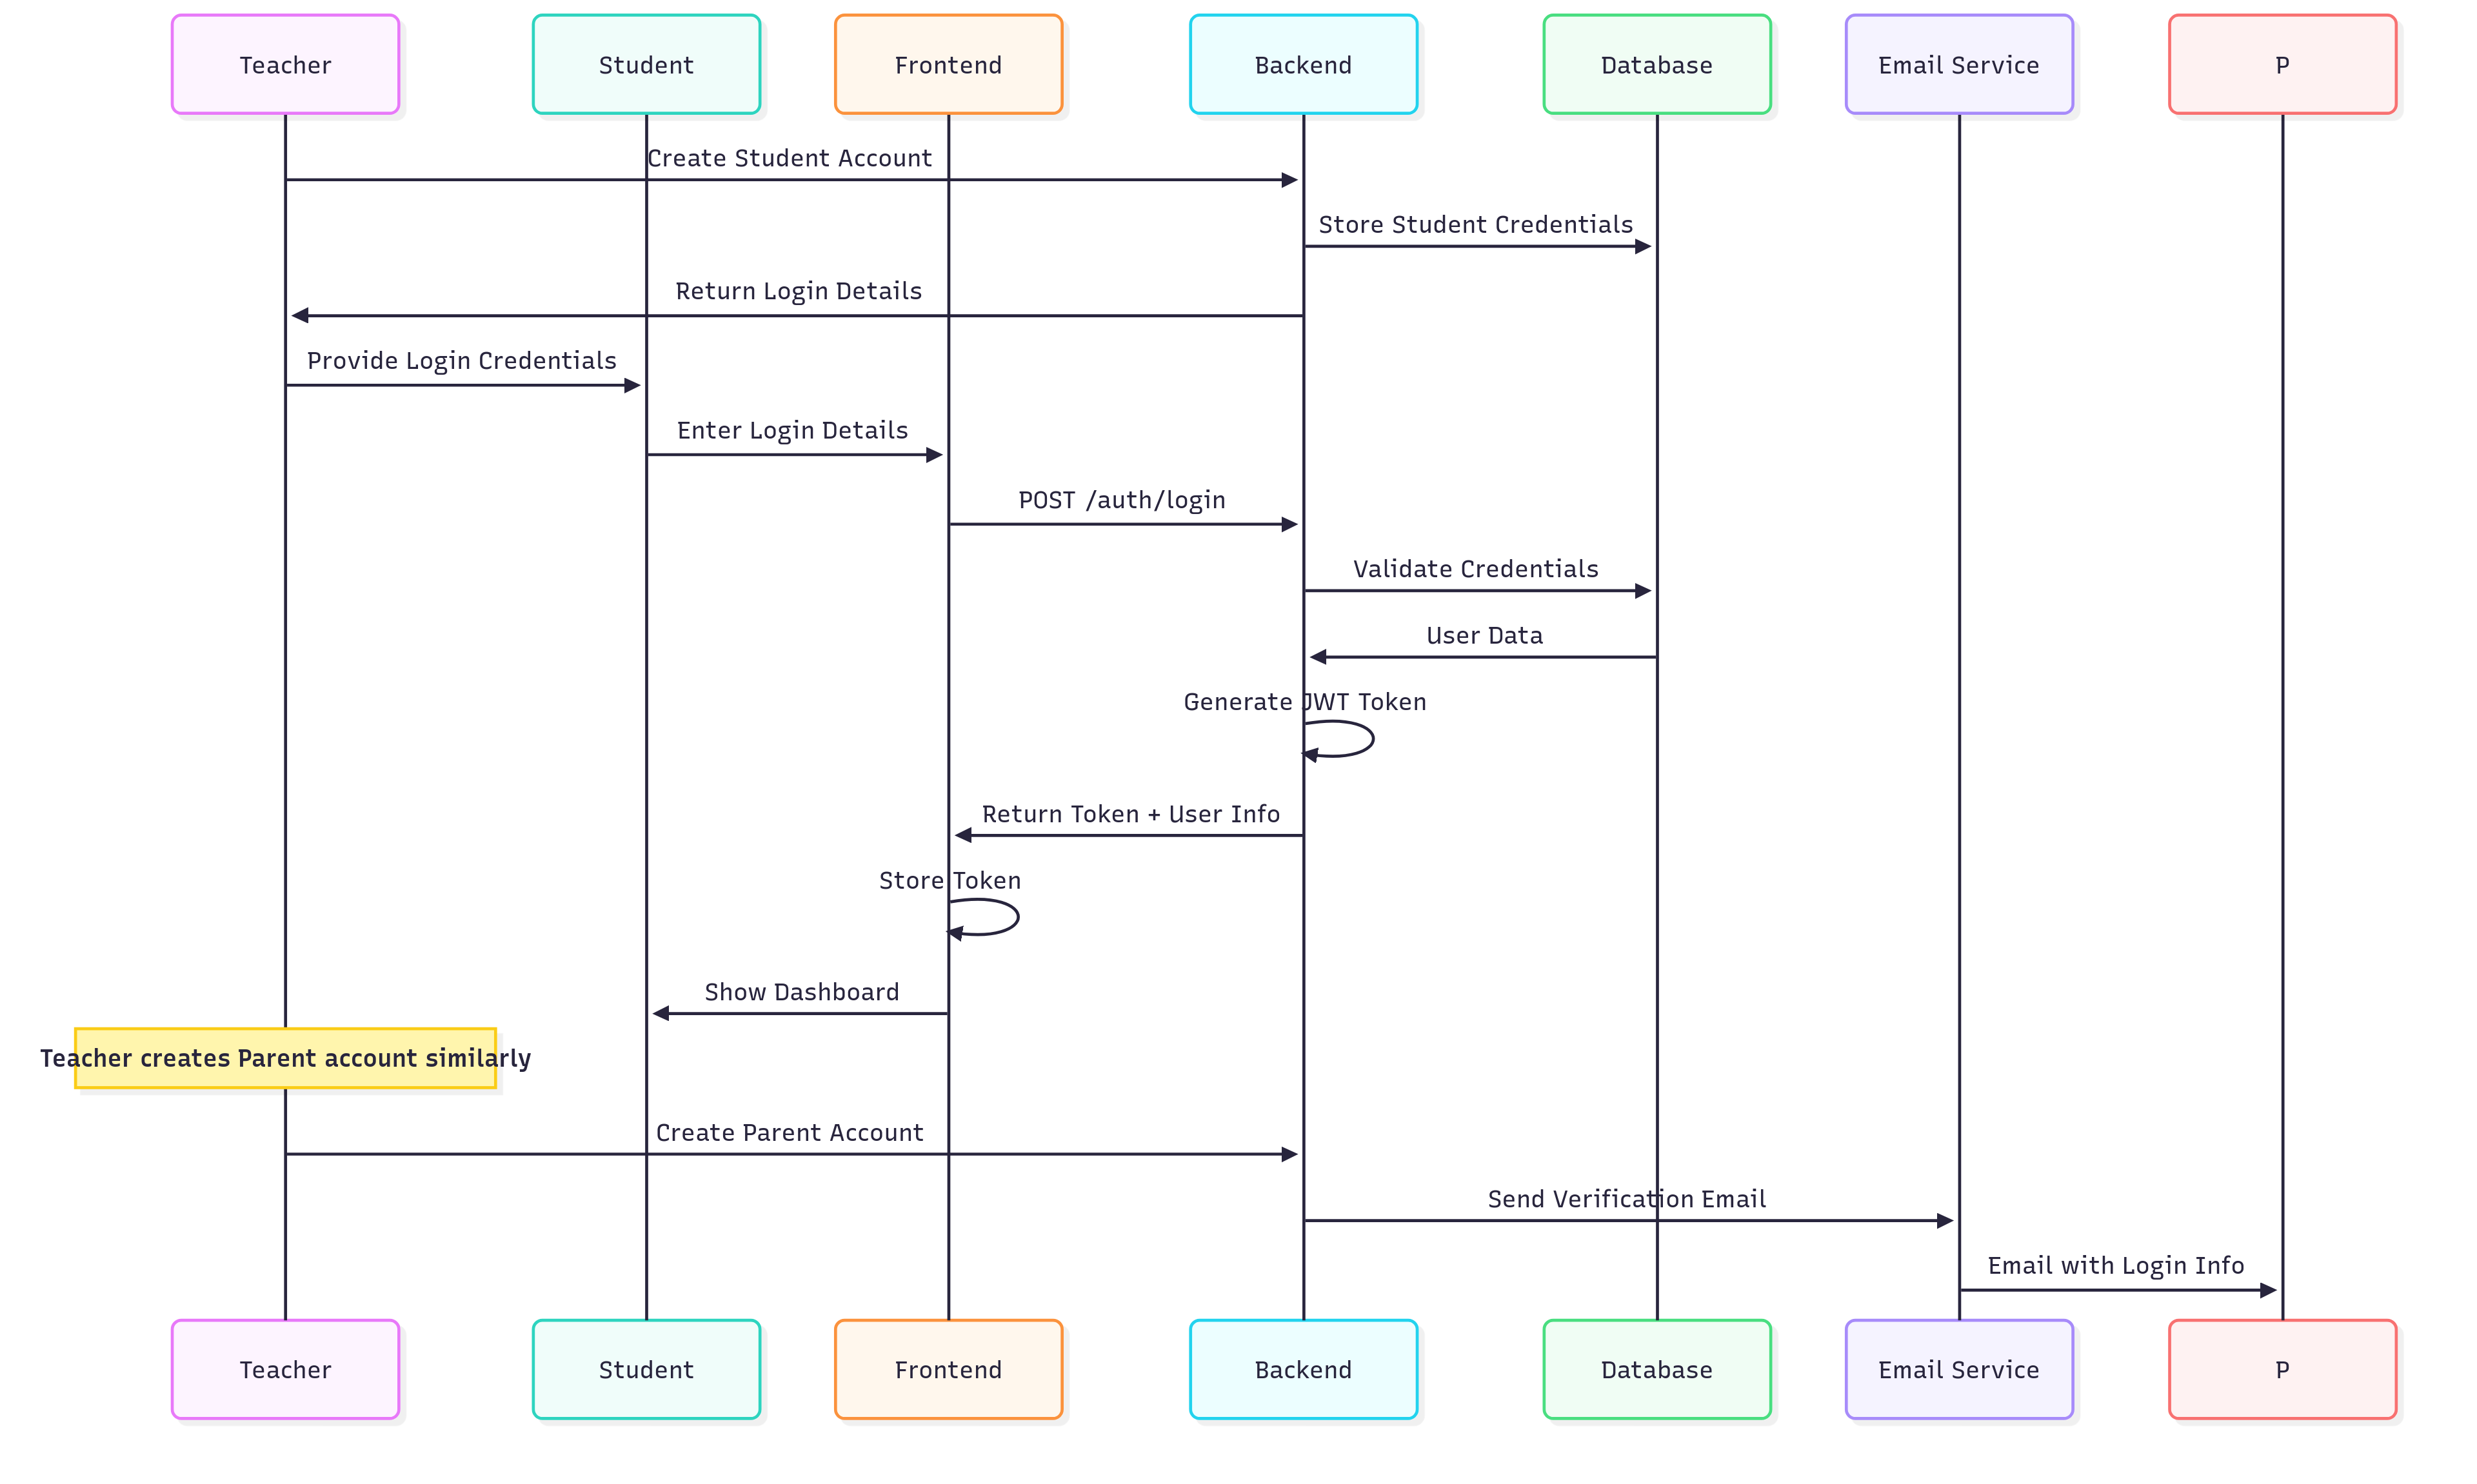 Teacher
Student
Frontend
Backend
Database
Email Service
P
Create Student Account
Store Student Credentials
Return Login Details
Provide Login Credentials
Enter Login Details
POST /auth/login
Validate Credentials
User Data
Generate JWT Token
Return Token + User Info
Store Token
Show Dashboard
Teacher creates Parent account similarly
Create Parent Account
Send Verification Email
Email with Login Info
Teacher
Student
Frontend
Backend
Database
Email Service
P